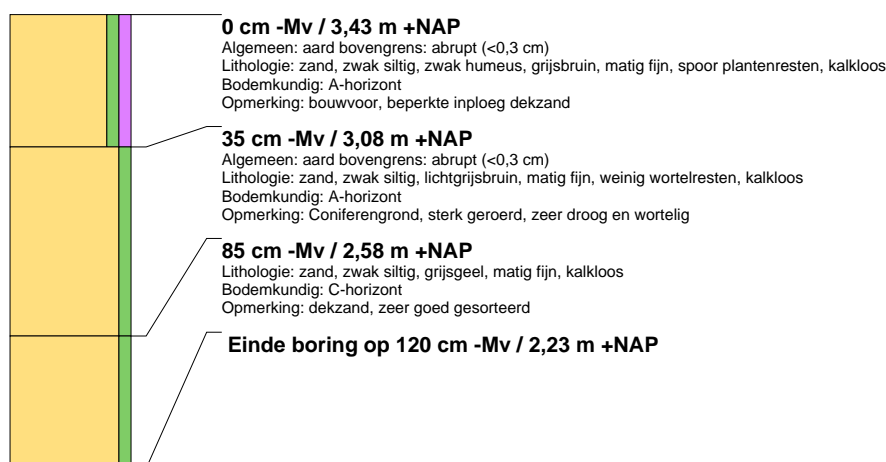 0 cm -Mv / 3,43 m +NAP
Algemeen: aard bovengrens: abrupt (<0,3 cm)
Lithologie: zand, zwak siltig, zwak humeus, grijsbruin, matig fijn, spoor plantenresten, kalkloos
Bodemkundig: A-horizont
Opmerking: bouwvoor, beperkte inploeg dekzand
35 cm -Mv / 3,08 m +NAP
Algemeen: aard bovengrens: abrupt (<0,3 cm)
Lithologie: zand, zwak siltig, lichtgrijsbruin, matig fijn, weinig wortelresten, kalkloos
Bodemkundig: A-horizont
Opmerking: Coniferengrond, sterk geroerd, zeer droog en wortelig
85 cm -Mv / 2,58 m +NAP
Lithologie: zand, zwak siltig, grijsgeel, matig fijn, kalkloos
Bodemkundig: C-horizont
Opmerking: dekzand, zeer goed gesorteerd
Einde boring op 120 cm -Mv / 2,23 m +NAP